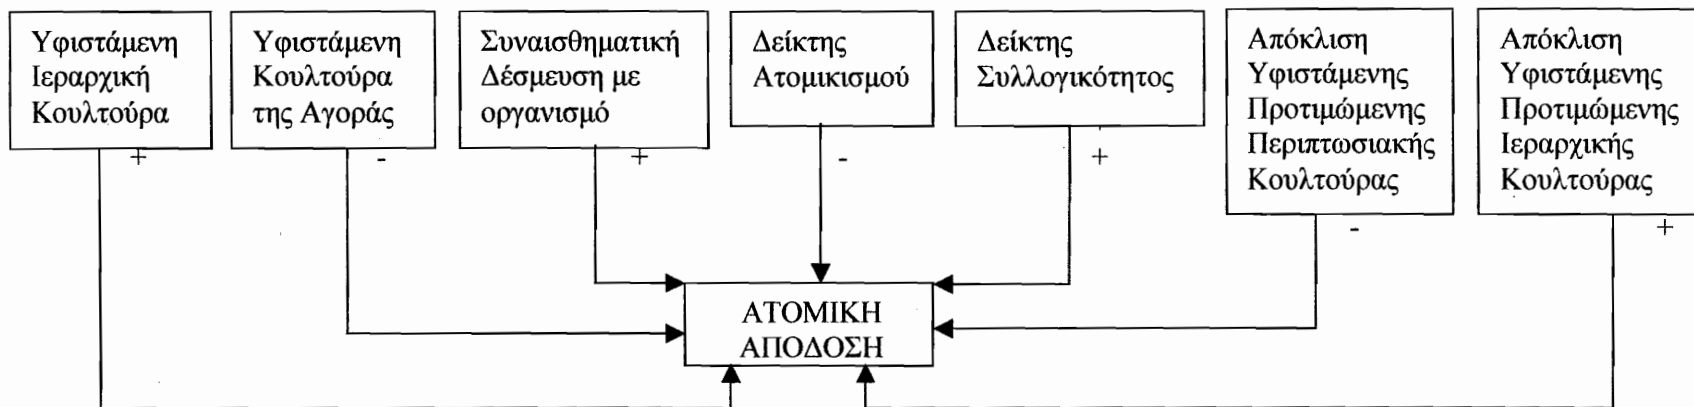 Υφιστάμενη
Ιεραρχική
Κουλτούρα
+
Υφιστάμενη
Κουλτούρα
της Αγοράς
-
Συναισθηματική
Δέσμευση με
οργανισμό
+
Δείκτης
Ατομικισμού
-
Δείκτης
Συλλογικότητος
+
Απόκλιση
Υφιστάμενης
Προτιμώμενης
Περιπτωσιακής
Κουλτούρας
-
Απόκλιση
Υφιστάμενης
Προτιμώμενης
Ιεραρχικής
Κουλτούρας
+
ΑΤΟΜΙΚΗ
ΑΠΟΔΟΣΗ